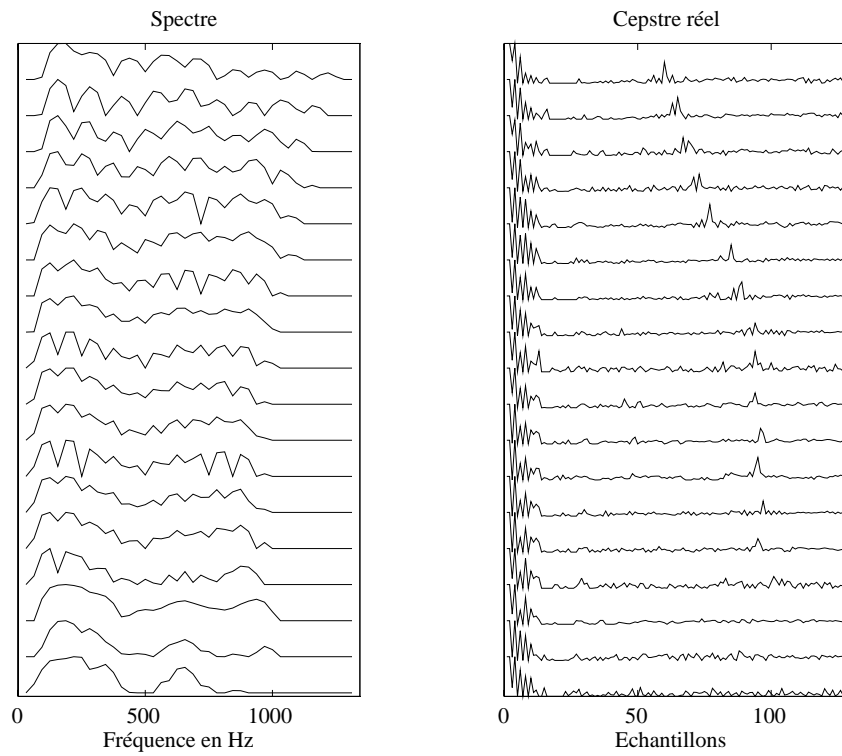 Spectre
Cepstre réel
0 500 1000
Fréquence en Hz
0 50 100
Echantillons